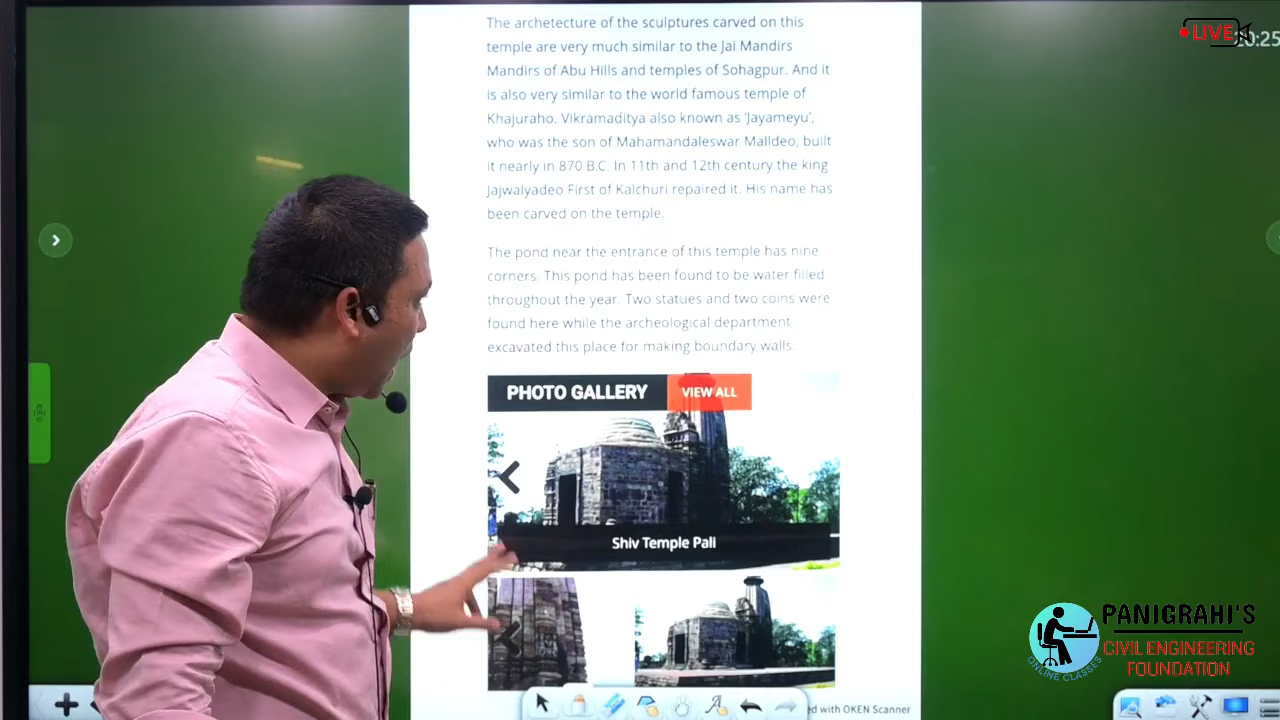 The archetecture of the sculptures carved on this
temple are very much similar to the Jai Mandirs
Mandirs of Abu Hills and temples of Sohagpur. And it
is also very similar to the world famous temple of
Khajuraho. Vikramaditya also known as 'Jayameyu',
who was the son of Mahamandaleswar Malldeo, built
it nearly in 870 B.C. In 11th and 12th century the king
Jajwalyadeo First of Kalchuri repaired it. His name has
been carved on the temple.
The pond near the entrance of this temple has nine
corners. This pond has been found to be water filled
throughout the year. Two statues and two coins were
found here while the archeological department
excavated this place for making boundary walls.
PHOTO GALLERY
VIEW ALL
Shiv Temple Pali
ed with OKEN Scanner
LIVE
0:25
PANIGRAHI'S
CIVIL ENGINEERING
FOUNDATION
ONLINE CLASSES